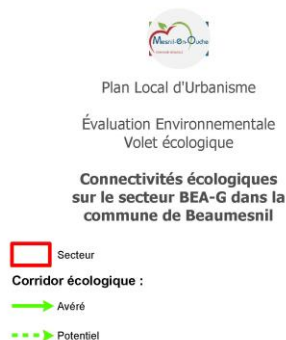 Mesnil-En-Ouche
Plan Local d'Urbanisme
Évaluation Environnementale
Volet écologique
Connectivités écologiques
sur le secteur BEA-G dans la
commune de Beaumesnil
Secteur
Corridor écologique :
Avéré
Potentiel